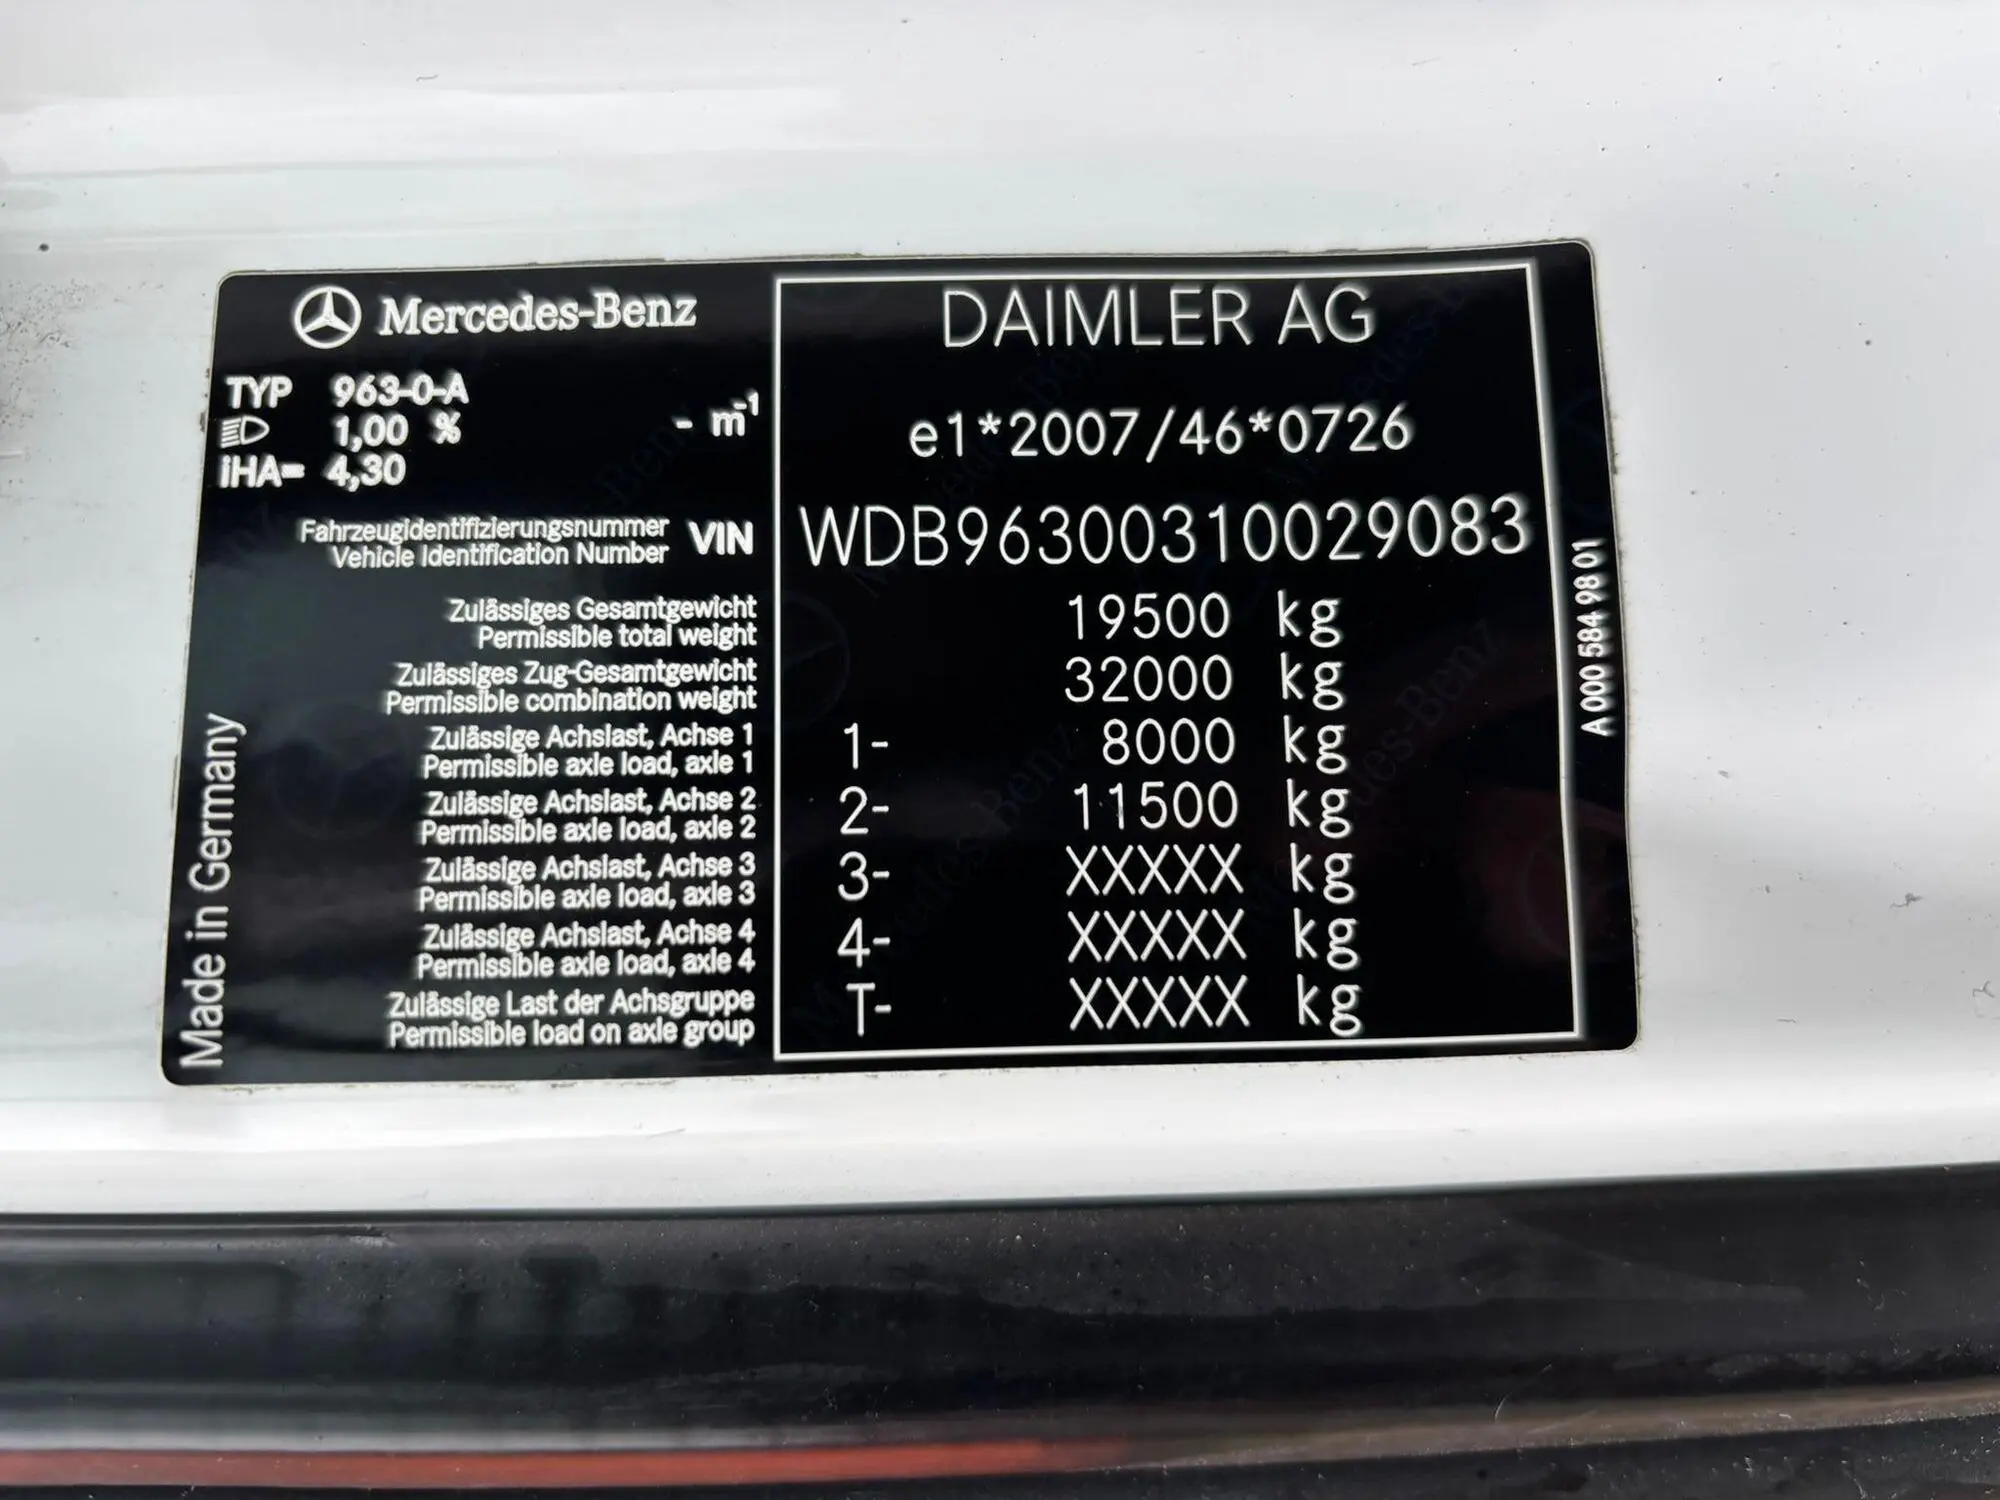 Mercedes-Benz
TYP 963-0-A
1,00 % - m⁻¹
iHA= 4,30
DAIMLER AG
e1*2007/46*0726
Fahrzeugidentifizierungsnummer
Vehicle Identification Number VIN WDB96300310029083
Zulässiges Gesamtgewicht
Permissible total weight 19500 kg
Zulässiges Zug-Gesamtgewicht
Permissible combination weight 32000 kg
Zulässige Achslast, Achse 1
Permissible axle load, axle 1 1- 8000 kg
Zulässige Achslast, Achse 2
Permissible axle load, axle 2 2- 11500 kg
Zulässige Achslast, Achse 3
Permissible axle load, axle 3 3- XXXXX kg
Zulässige Achslast, Achse 4
Permissible axle load, axle 4 4- XXXXX kg
Zulässige Last der Achsgruppe
Permissible load on axle group T- XXXXX kg
Made in Germany
A 000 584 98 01